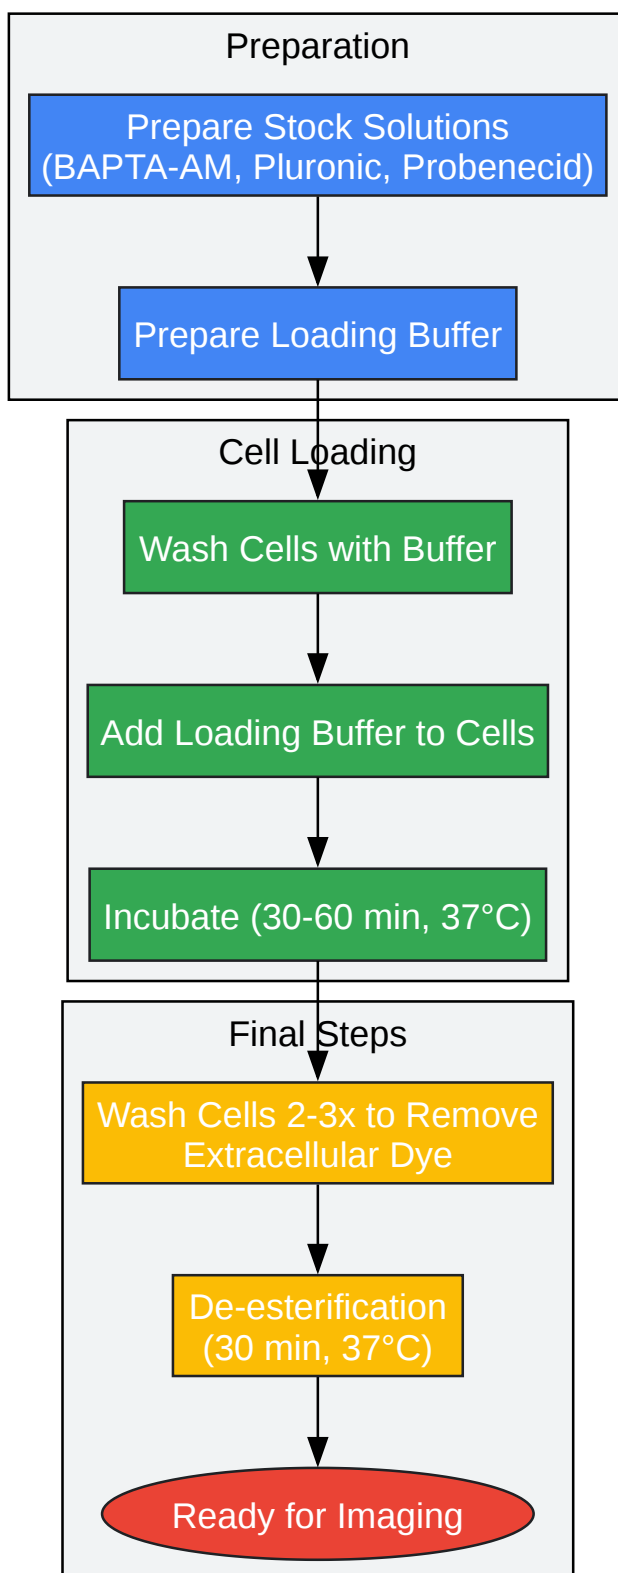 Preparation
Prepare Stock Solutions
(BAPTA-AM, Pluronic, Probenecid)
Prepare Loading Buffer
Cell Loading
Wash Cells with Buffer
Add Loading Buffer to Cells
Incubate (30-60 min, 37°C)
Final Steps
Wash Cells 2-3x to Remove
Extracellular Dye
De-esterification
(30 min, 37°C)
Ready for Imaging